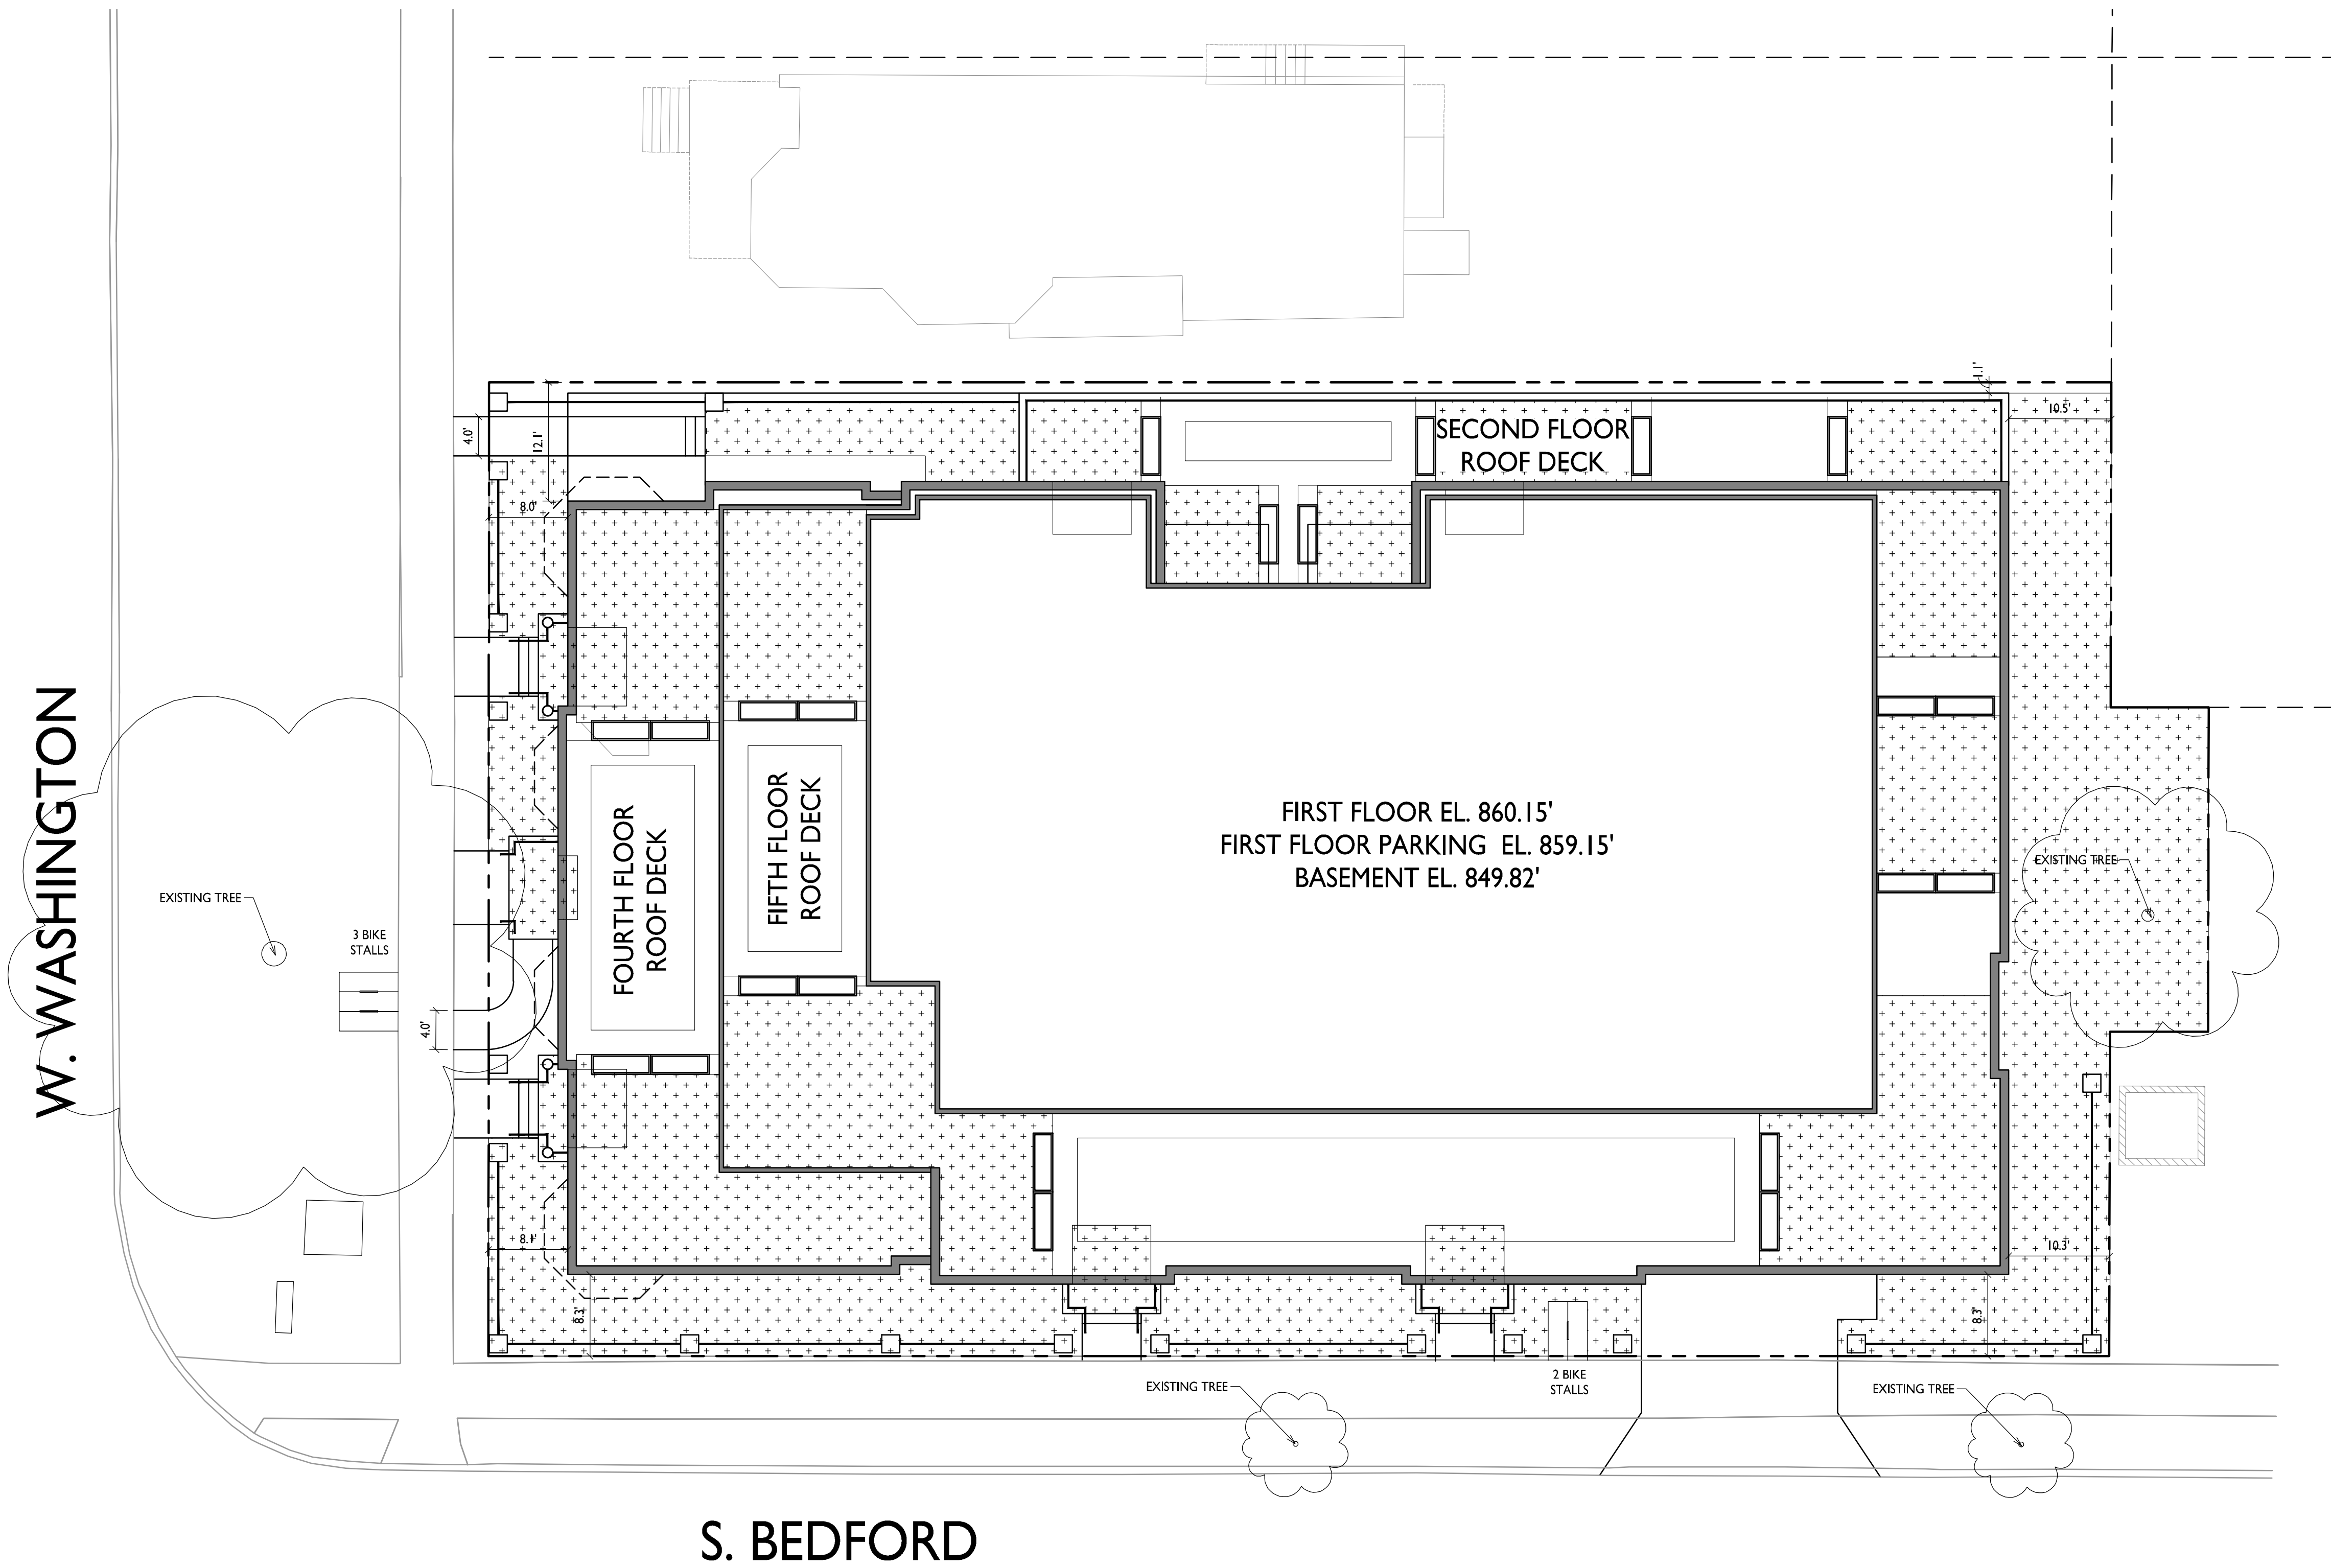 1.1'
10.5'
4.0'
12.1'
SECOND FLOOR
ROOF DECK
8.0'
W. WASHINGTON
FOURTH FLOOR
ROOF DECK
FIFTH FLOOR
ROOF DECK
FIRST FLOOR EL. 860.15'
FIRST FLOOR PARKING EL. 859.15'
BASEMENT EL. 849.82'
EXISTING TREE
EXISTING TREE
3 BIKE
STALLS
4.0'
8.1'
10.3'
8.3'
8.3'
EXISTING TREE
2 BIKE
STALLS
EXISTING TREE
S. BEDFORD